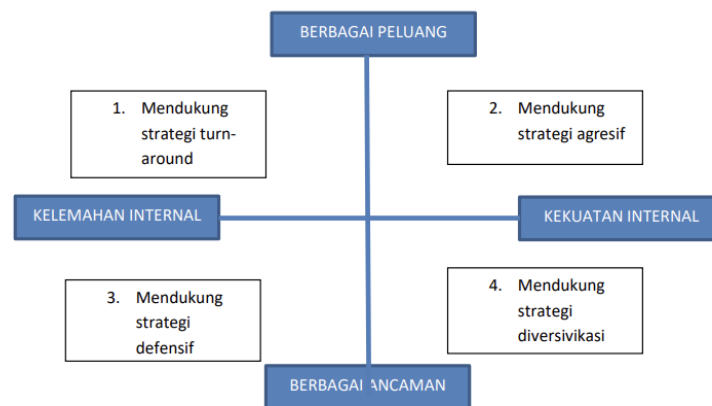 BERBAGAI PELUANG
1. Mendukung
strategi turn-
around
2. Mendukung
strategi agresif
KELEMAHAN INTERNAL
KEKUATAN INTERNAL
3. Mendukung
strategi
defensif
4. Mendukung
strategi
diversivikasi
BERBAGAI ANCAMAN